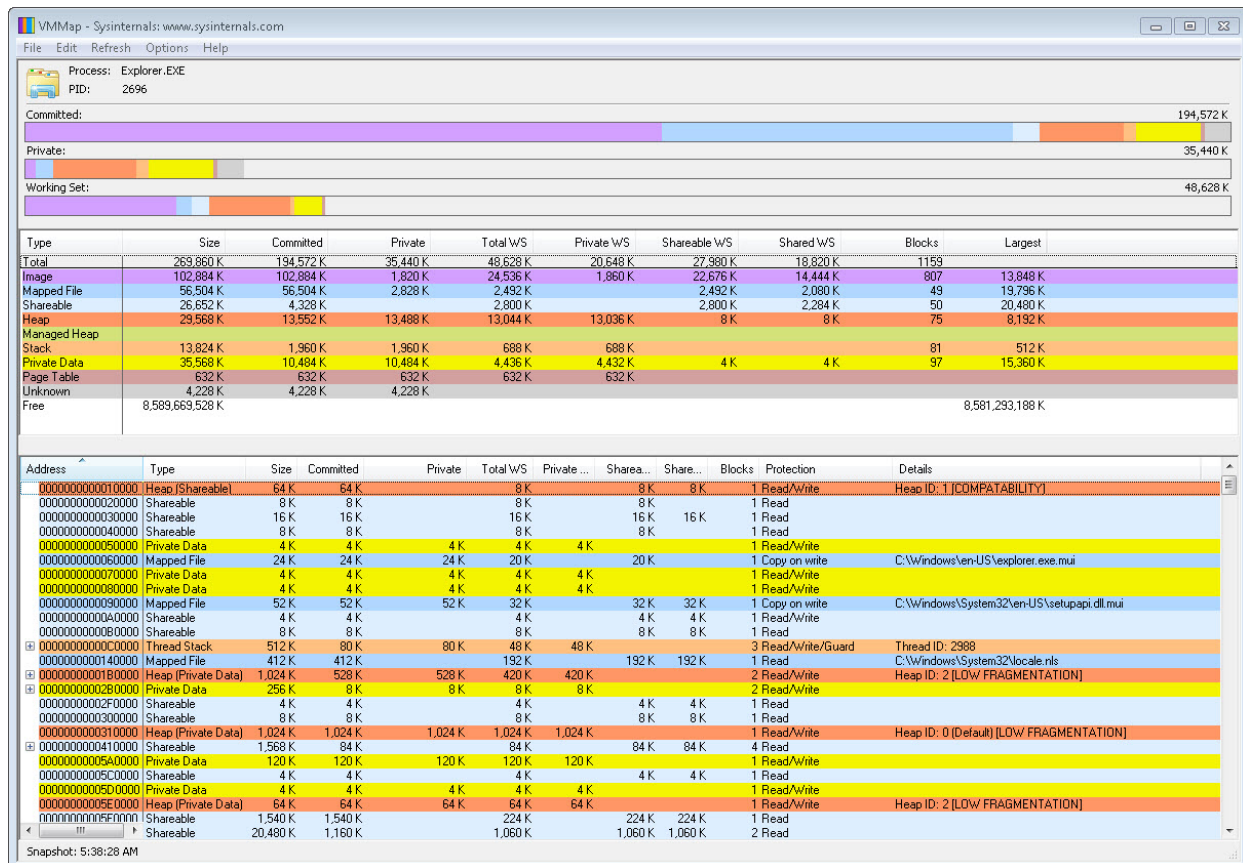 VMMap - Sysinternals: www.sysinternals.com
File Edit Refresh Options Help
Process: Explorer.EXE
PID: 2696
Committed: 194,572 K
Private: 35,440 K
Working Set: 48,628 K
Type Size Committed Private Total WS Private WS Shareable WS Shared WS Blocks Largest
Total 269,860 K 194,572 K 35,440 K 48,628 K 20,648 K 27,980 K 18,820 K 1159
Image 102,884 K 102,884 K 1,820 K 24,536 K 1,860 K 22,676 K 14,444 K 807 13,848 K
Mapped File 56,504 K 56,504 K 2,828 K 2,492 K 2,492 K 2,080 K 49 19,796 K
Shareable 26,652 K 4,328 K 2,800 K 2,800 K 2,284 K 50 20,480 K
Heap 29,568 K 13,552 K 13,488 K 13,044 K 13,036 K 8 K 8 K 75 8,192 K
Managed Heap
Stack 13,824 K 1,960 K 1,960 K 688 K 688 K 81 512 K
Private Data 35,568 K 10,484 K 10,484 K 4,436 K 4,432 K 4 K 4 K 97 15,360 K
Page Table 632 K 632 K 632 K 632 K 632 K
Unknown 4,228 K 4,228 K 4,228 K
Free 8,589,669,528 K 8,581,293,188 K
Address Type Size Committed Private Total WS Private ... Sharea... Share... Blocks Protection Details
0000000000010000 Heap (Shareable) 64 K 64 K 8 K 8 K 8 K 1 Read/Write Heap ID: 1 [COMPATABILITY]
0000000000020000 Shareable 8 K 8 K 8 K 8 K 1 Read
0000000000030000 Shareable 16 K 16 K 16 K 16 K 16 K 1 Read
0000000000040000 Shareable 8 K 8 K 8 K 8 K 1 Read
0000000000050000 Private Data 4 K 4 K 4 K 4 K 4 K 1 Read/Write
0000000000060000 Mapped File 24 K 24 K 24 K 20 K 20 K 1 Copy on write C:\Windows\en-US\explorer.exe.mui
0000000000070000 Private Data 4 K 4 K 4 K 4 K 4 K 1 Read/Write
0000000000080000 Private Data 4 K 4 K 4 K 4 K 4 K 1 Read/Write
0000000000090000 Mapped File 52 K 52 K 52 K 32 K 32 K 32 K 1 Copy on write C:\Windows\System32\en-US\setupapi.dll.mui
00000000000A0000 Shareable 4 K 4 K 4 K 4 K 4 K 1 Read
00000000000B0000 Shareable 8 K 8 K 8 K 8 K 8 K 1 Read
00000000000C0000 Thread Stack 512 K 80 K 80 K 48 K 48 K 3 Read/Write/Guard Thread ID: 2988
0000000000140000 Mapped File 412 K 412 K 192 K 192 K 192 K 1 Read C:\Windows\System32\locale.nls
00000000001B0000 Heap (Private Data) 1,024 K 528 K 528 K 420 K 420 K 2 Read/Write Heap ID: 2 [LOW FRAGMENTATION]
00000000002B0000 Private Data 256 K 8 K 8 K 8 K 8 K 2 Read/Write
00000000002F0000 Shareable 4 K 4 K 4 K 4 K 4 K 1 Read
0000000000300000 Shareable 8 K 8 K 8 K 8 K 8 K 1 Read
0000000000310000 Heap (Private Data) 1,024 K 1,024 K 1,024 K 1,024 K 1,024 K 1 Read/Write Heap ID: 0 (Default) [LOW FRAGMENTATION]
0000000000410000 Shareable 1,568 K 84 K 84 K 84 K 84 K 4 Read
00000000005A0000 Private Data 120 K 120 K 120 K 120 K 120 K 1 Read/Write
00000000005C0000 Shareable 4 K 4 K 4 K 4 K 4 K 1 Read
00000000005D0000 Private Data 4 K 4 K 4 K 4 K 4 K 1 Read/Write
00000000005E0000 Heap (Private Data) 64 K 64 K 64 K 64 K 64 K 1 Read/Write Heap ID: 2 [LOW FRAGMENTATION]
00000000005F0000 Shareable 1,540 K 1,540 K 224 K 224 K 224 K 1 Read
Shareable 20,480 K 1,160 K 1,060 K 1,060 K 1,060 K 2 Read
Snapshot: 5:38:28 AM